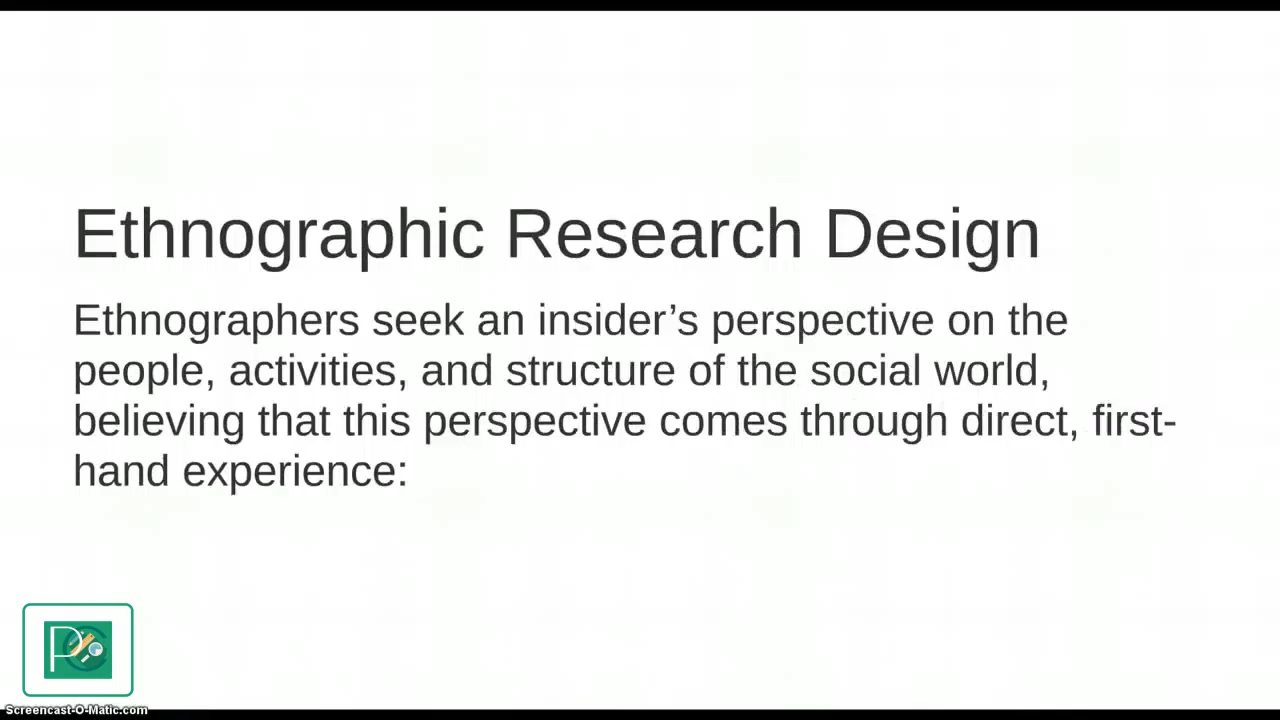 Ethnographic Research Design
Ethnographers seek an insider’s perspective on the
people, activities, and structure of the social world,
believing that this perspective comes through direct, first-
hand experience:
PC
Screencast-O-Matic.com